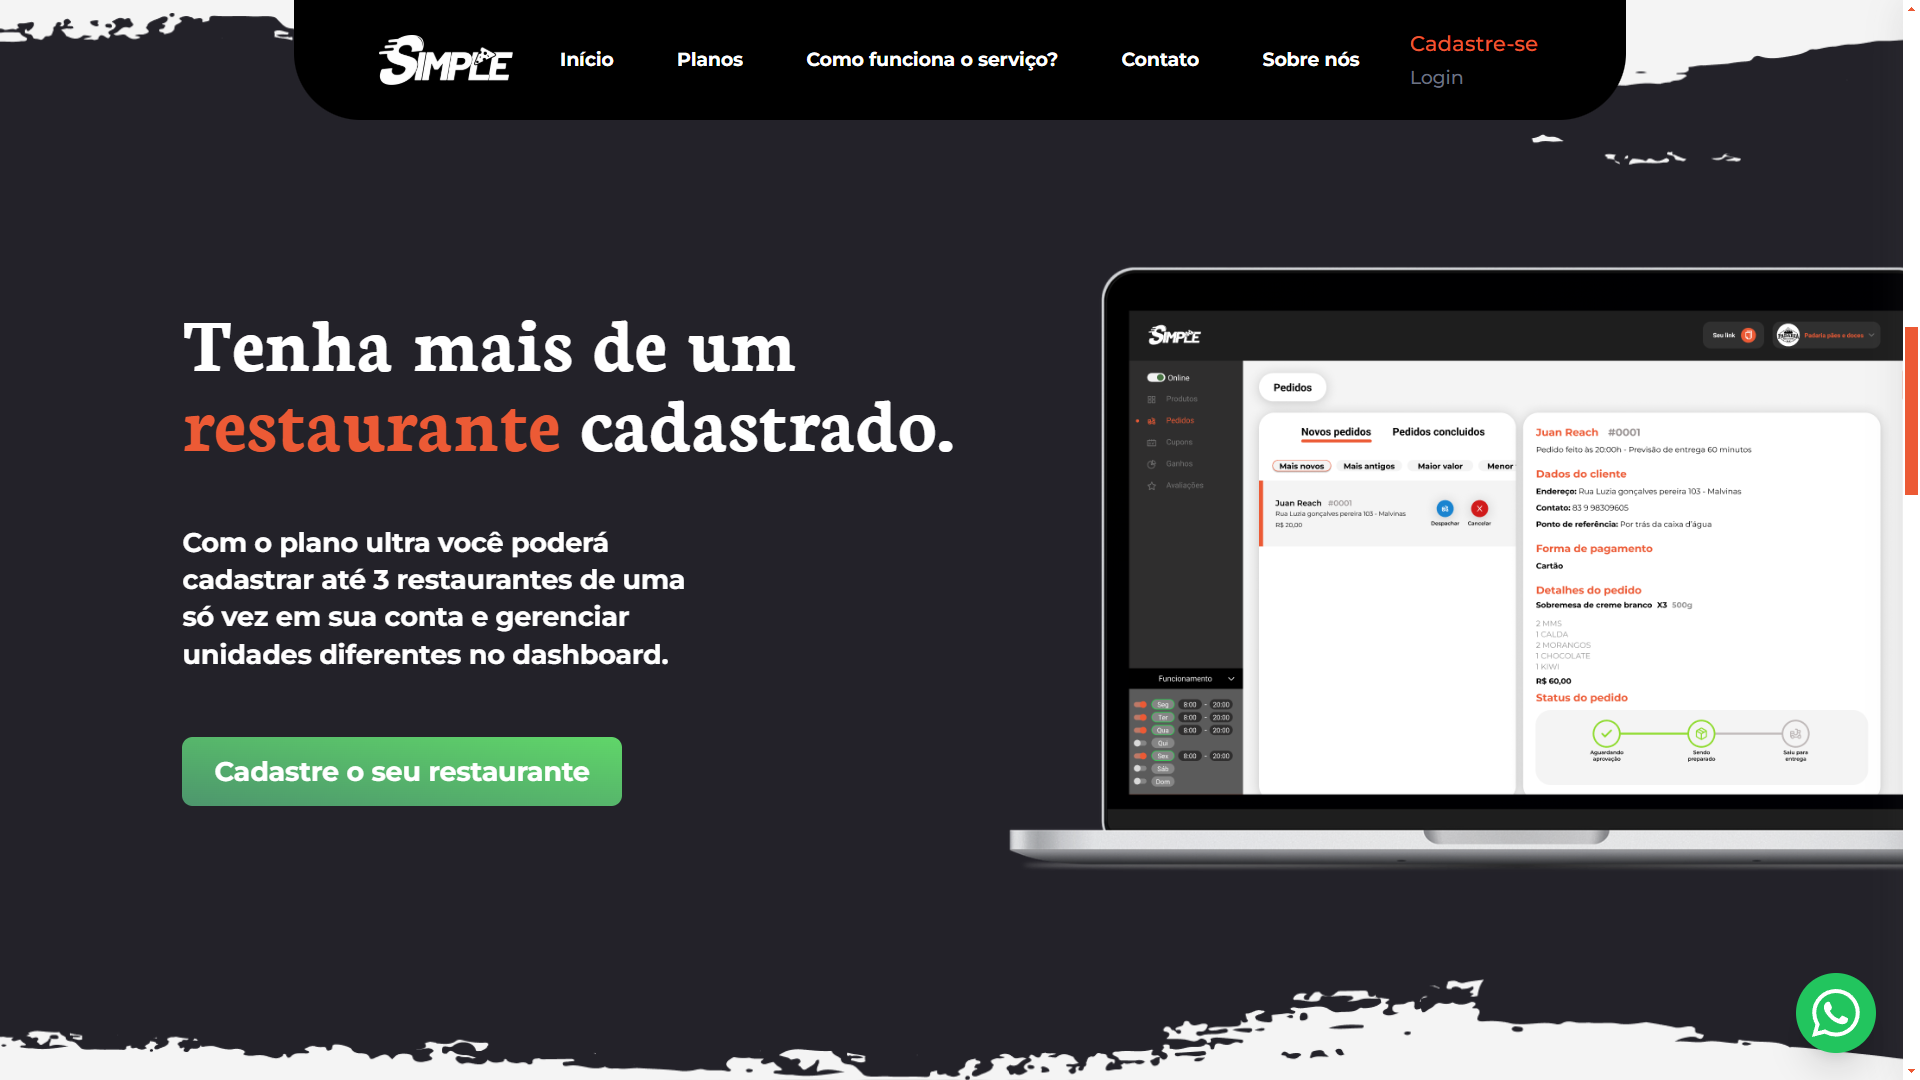 SIMPLE
Início
Planos
Como funciona o serviço?
Contato
Sobre nós
Cadastre-se
Login
Tenha mais de um
restaurante cadastrado.
Com o plano ultra você poderá
cadastrar até 3 restaurantes de uma
só vez em sua conta e gerenciar
unidades diferentes no dashboard.
Cadastre o seu restaurante
SIMPLE
Seu link
Padaria pães e doces
Online
Produtos
Pedidos
Cupons
Ganhos
Avaliações
Funcionamento
Seg 8:00 - 20:00
Ter 8:00 - 20:00
Qua 8:00 - 20:00
Qui
Sex 8:00 - 20:00
Sáb
Dom
Pedidos
Novos pedidos
Pedidos concluídos
Mais novos
Mais antigos
Maior valor
Menor
Juan Reach #0001
Rua Luzia gonçalves pereira 103 - Malvinas
R$ 20,00
Despachar
Cancelar
Juan Reach #0001
Pedido feito às 20:00h - Previsão de entrega 60 minutos
Dados do cliente
Endereço: Rua Luzia gonçalves pereira 103 - Malvinas
Contato: 83 9 98309605
Ponto de referência: Por trás da caixa d'água
Forma de pagamento
Cartão
Detalhes do pedido
Sobremesa de creme branco X3 500g
2 MMS
1 CALDA
2 MORANGOS
1 CHOCOLATE
1 KIWI
R$ 60,00
Status do pedido
Aguardando
aprovação
Sendo
preparado
Saiu para
entrega